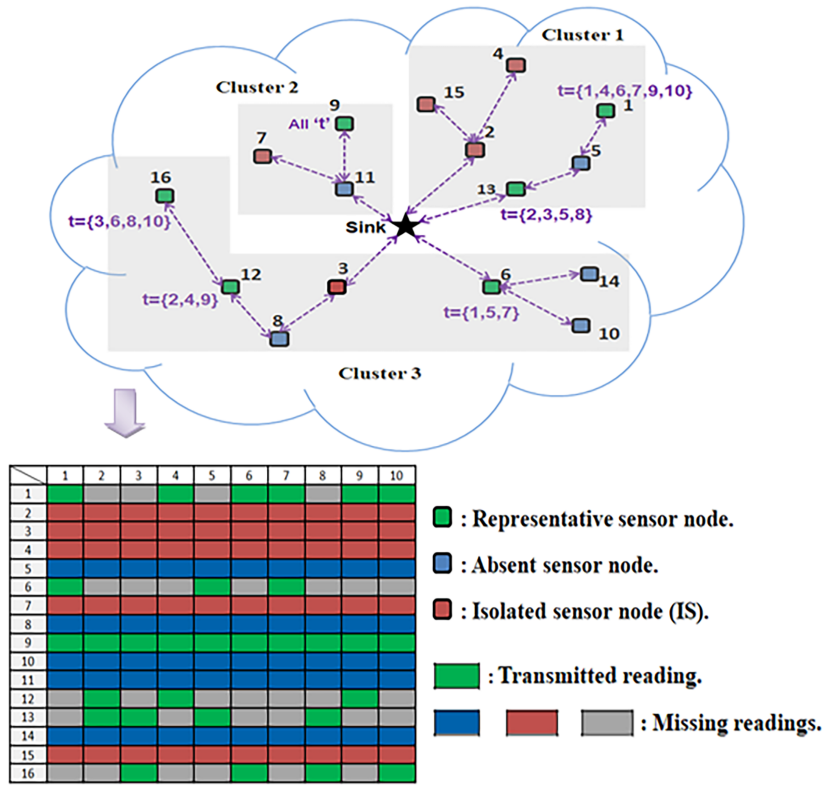 Cluster 1
4
Cluster 2
15
t={1,4,6,7,9,10}
9
1
All 't'
7
2
5
16
11
13
t={2,3,5,8}
t={3,6,8,10}
Sink
12
3
6
14
t={2,4,9}
t={1,5,7}
8
10
Cluster 3
1 2 3 4 5 6 7 8 9 10
1
2
3
4
5
6
7
8
9
10
11
12
13
14
15
16
: Representative sensor node.
: Absent sensor node.
: Isolated sensor node (IS).
: Transmitted reading.
: Missing readings.